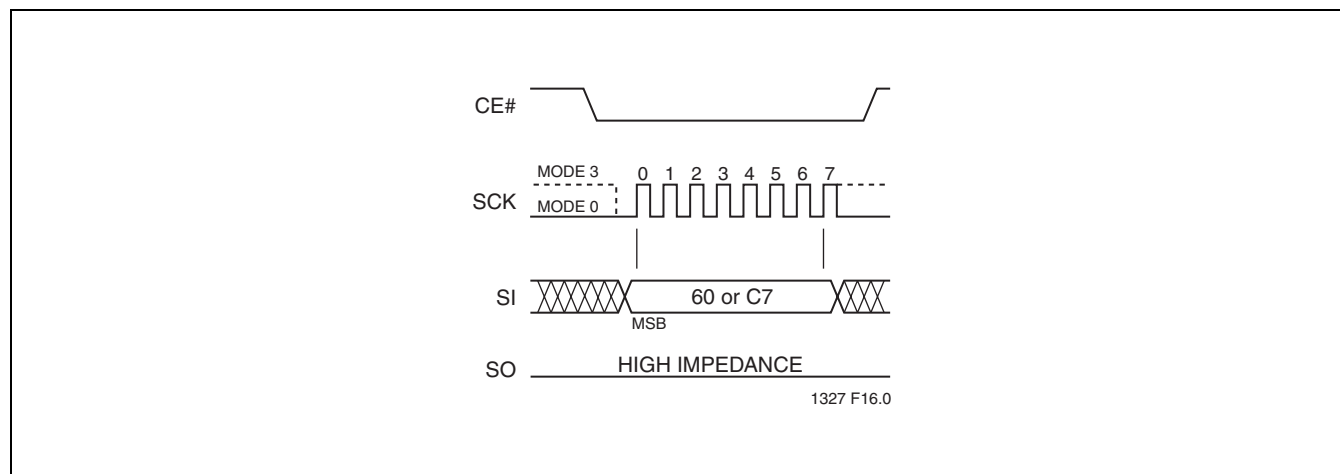 CE#
MODE 3
0 1 2 3 4 5 6 7
SCK
MODE 0
SI
60 or C7
MSB
SO
HIGH IMPEDANCE
1327 F16.0